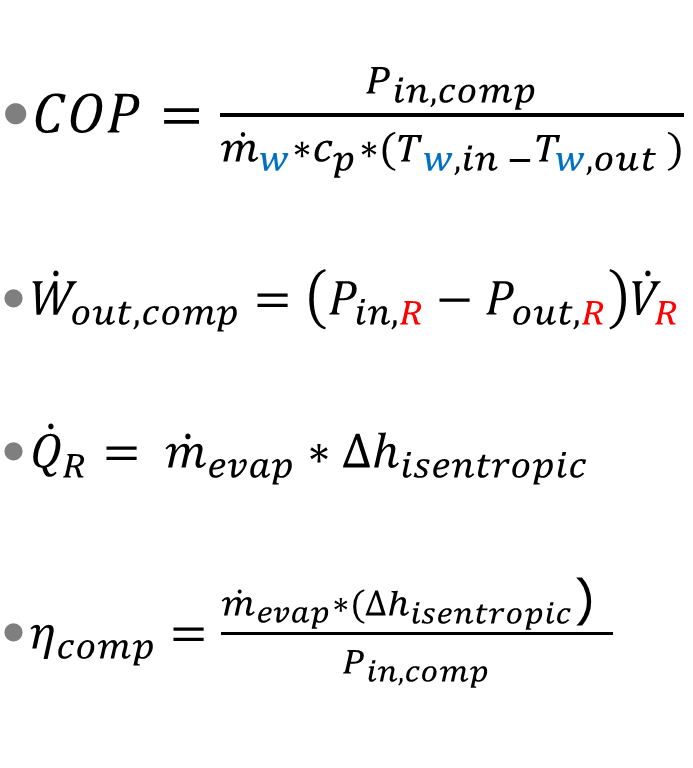 • COP = P_in,comp / ṁ_w*c_p*(T_w,in − T_w,out )
• Ẇ_out,comp = (P_in,R − P_out,R)V̇_R
• Q̇_R = ṁ_evap * Δh_isentropic
• η_comp = ṁ_evap*(Δh_isentropic) / P_in,comp